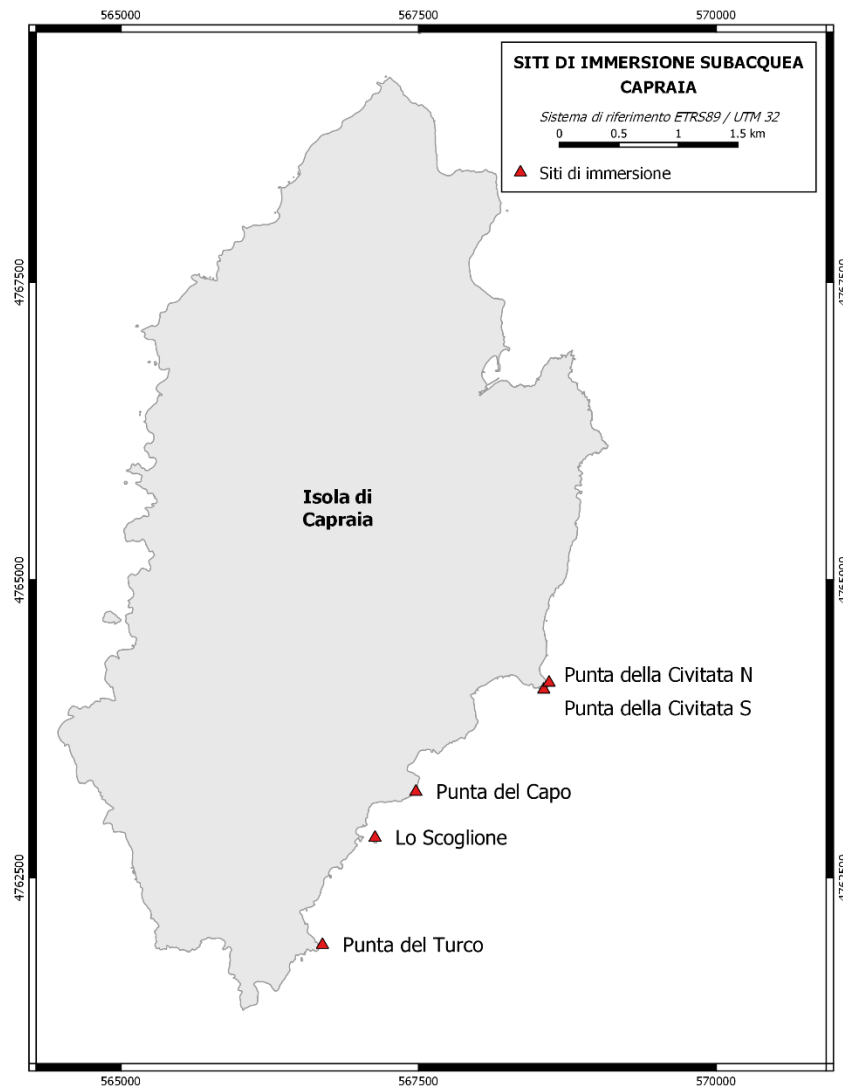 565000 567500 570000
SITI DI IMMERSIONE SUBACQUEA
CAPRAIA
Sistema di riferimento ETRS89 / UTM 32
0 0.5 1 1.5 km
Siti di immersione
4767500 4767500
Isola di
Capraia
4765000 4765000
Punta della Civitata N
Punta della Civitata S
Punta del Capo
Lo Scoglione
4762500 4762500
Punta del Turco
565000 567500 570000